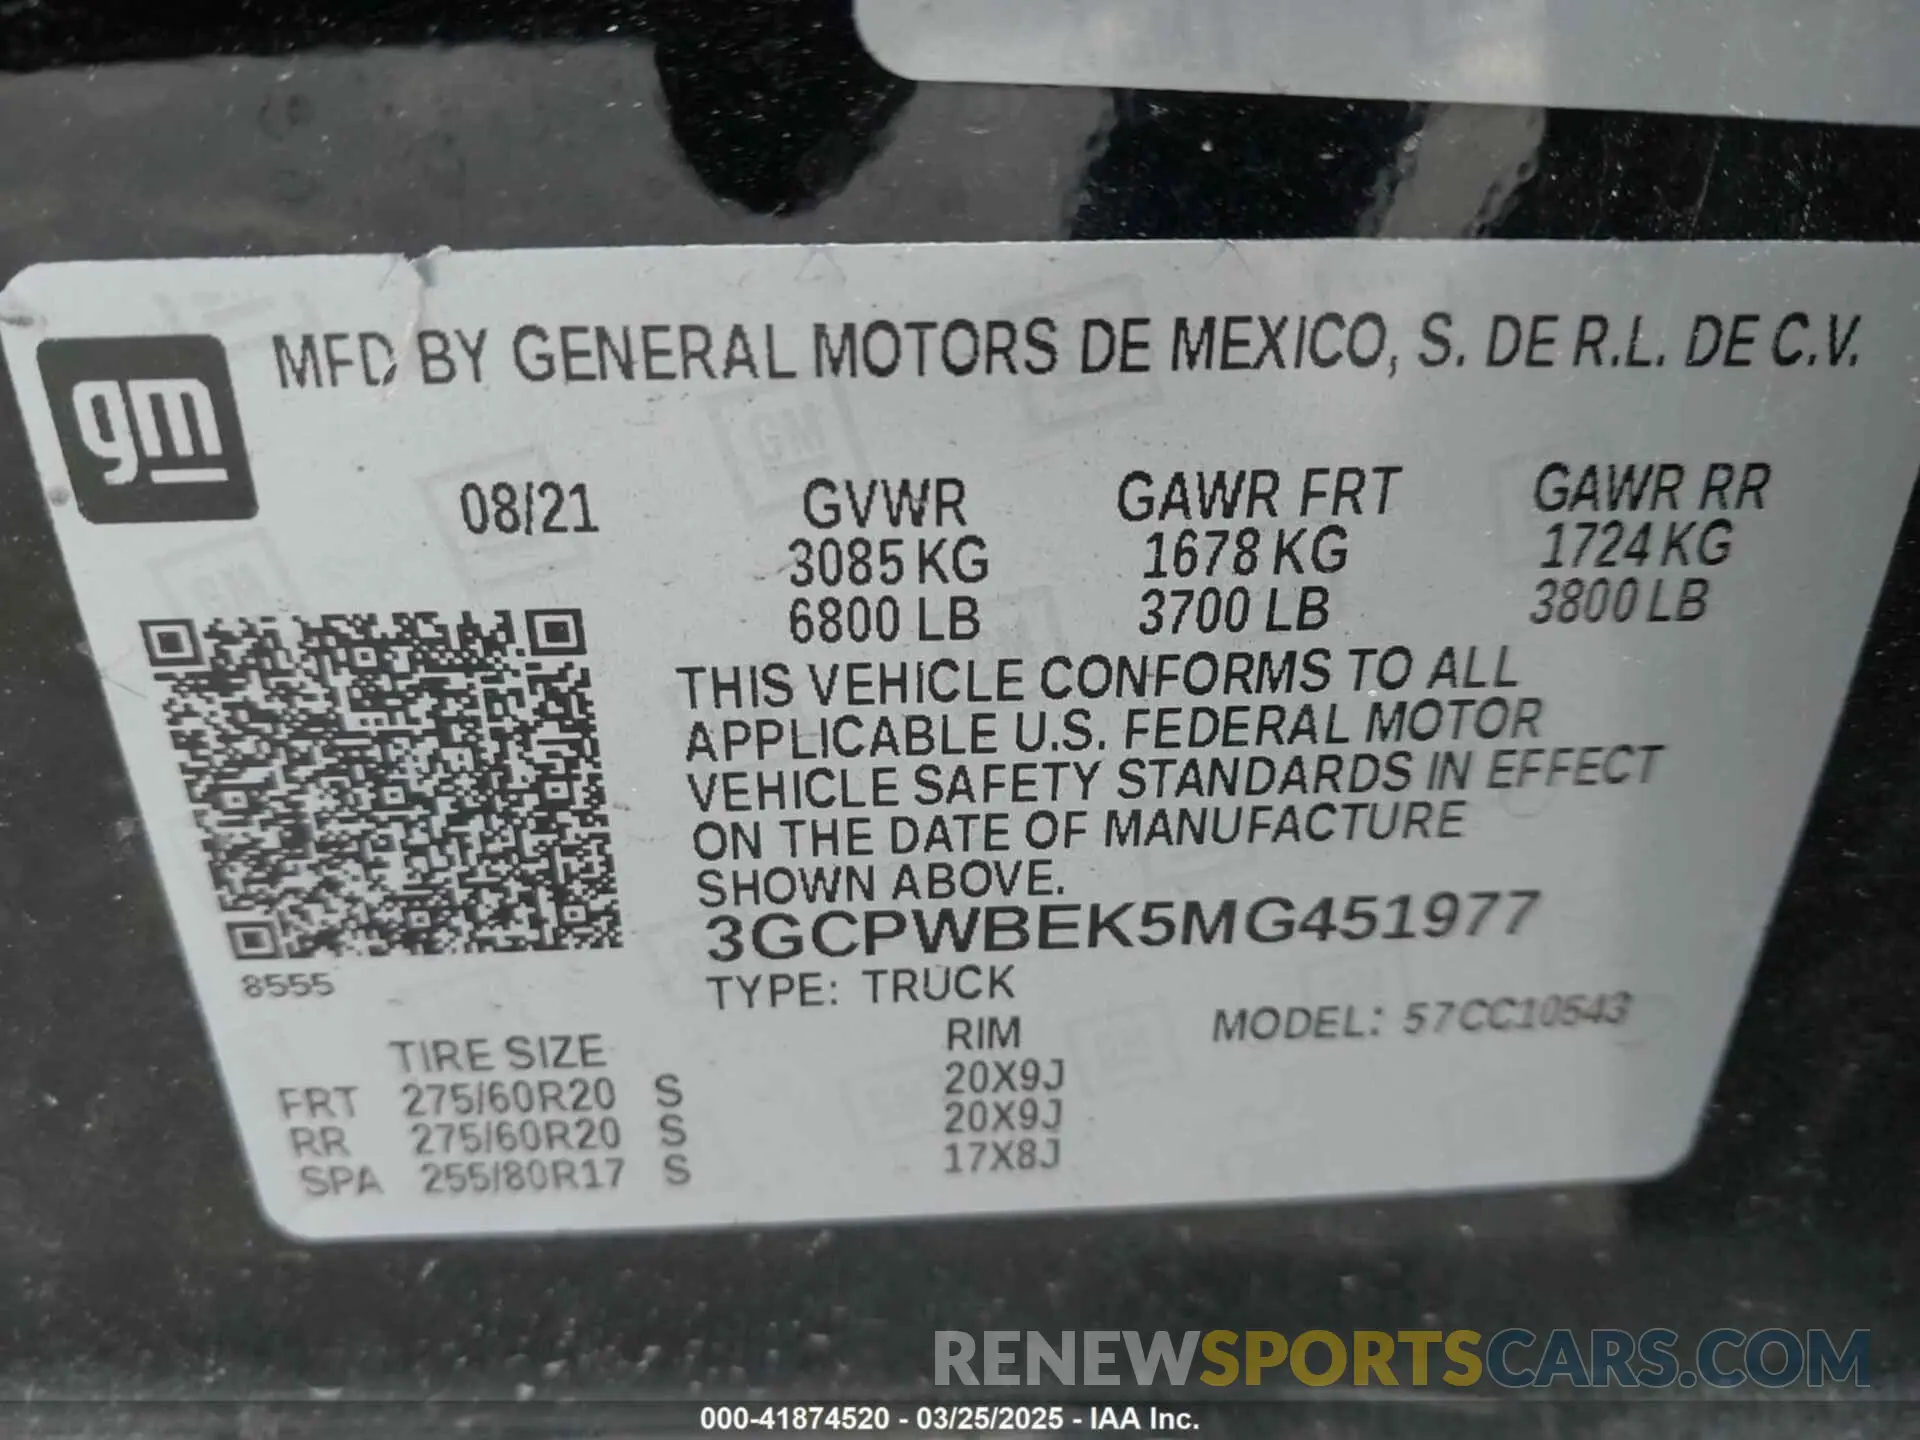 MFD BY GENERAL MOTORS DE MEXICO, S. DE R.L. DE C.V.
gm
08/21 GVWR GAWR FRT GAWR RR
3085 KG 1678 KG 1724 KG
6800 LB 3700 LB 3800 LB
THIS VEHICLE CONFORMS TO ALL
APPLICABLE U.S. FEDERAL MOTOR
VEHICLE SAFETY STANDARDS IN EFFECT
ON THE DATE OF MANUFACTURE
SHOWN ABOVE.
3GCPWBEK5MG451977
8555
TYPE: TRUCK
MODEL: 57CC10543
TIRE SIZE RIM
FRT 275/60R20 S 20X9J
RR 275/60R20 S 20X9J
SPA 255/80R17 S 17X8J
RENEWSPORTSCARS.COM
000-41874520 - 03/25/2025 - IAA Inc.